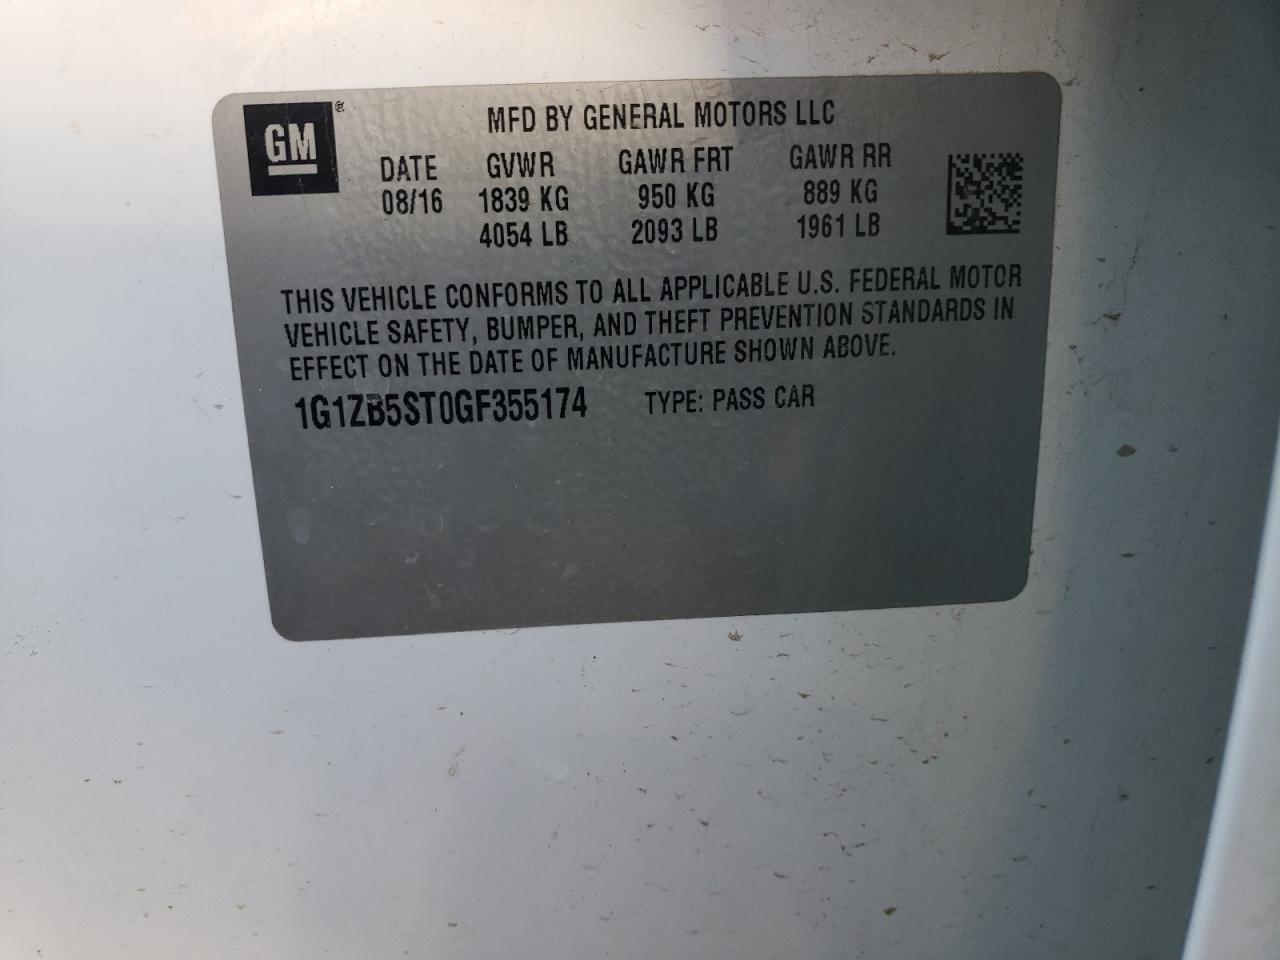 GM®
MFD BY GENERAL MOTORS LLC
DATE GVWR GAWR FRT GAWR RR
08/16 1839 KG 950 KG 889 KG
4054 LB 2093 LB 1961 LB
THIS VEHICLE CONFORMS TO ALL APPLICABLE U.S. FEDERAL MOTOR
VEHICLE SAFETY, BUMPER, AND THEFT PREVENTION STANDARDS IN
EFFECT ON THE DATE OF MANUFACTURE SHOWN ABOVE.
1G1ZB5ST0GF355174 TYPE: PASS CAR